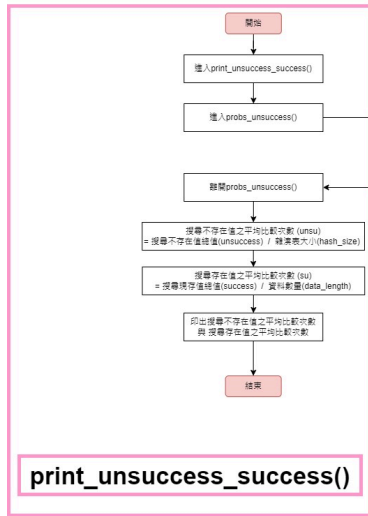 開始
進入print_unsuccess_success()
進入probs_unsuccess()
離開probs_unsuccess()
搜尋不存在值之平均比較次數 (unsu)
= 搜尋不存在值總值(unsuccess) / 雜湊表大小(hash_size)
搜尋存在值之平均比較次數 (su)
= 搜尋現存值總值(success) / 資料數量(data_length)
印出搜尋不存在值之平均比較次數
與 搜尋存在值之平均比較次數
結束
print_unsuccess_success()